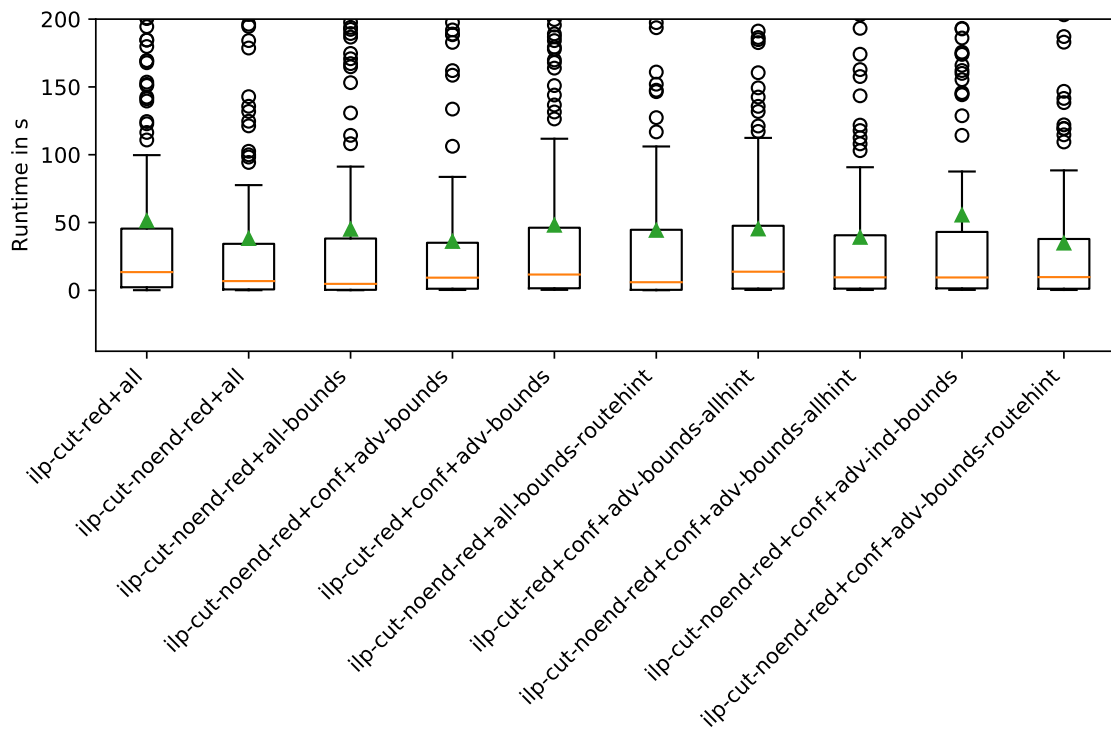 200
150
100
50
0
Runtime in s
ilp-cut-red+all
ilp-cut-noend-red+all
ilp-cut-noend-red+all-bounds
ilp-cut-noend-red+conf+adv-bounds
ilp-cut-red+conf+adv-bounds
ilp-cut-noend-red+all-bounds-routehint
ilp-cut-red+conf+adv-bounds-allhint
ilp-cut-noend-red+conf+adv-bounds-allhint
ilp-cut-noend-red+conf+adv-ind-bounds
ilp-cut-noend-red+conf+adv-bounds-routehint